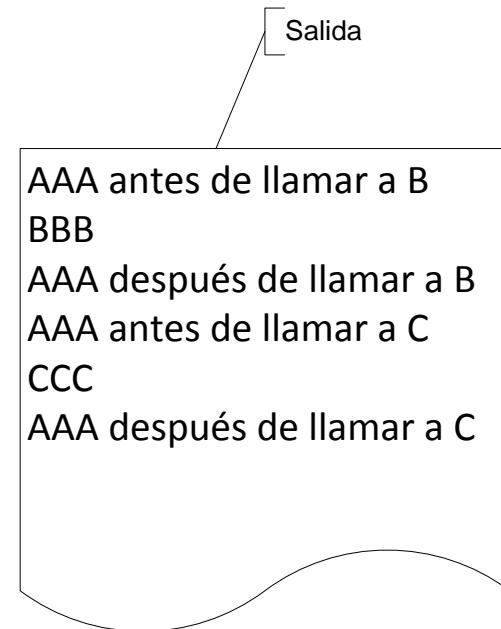 Salida
AAA antes de llamar a B
BBB
AAA después de llamar a B
AAA antes de llamar a C
CCC
AAA después de llamar a C